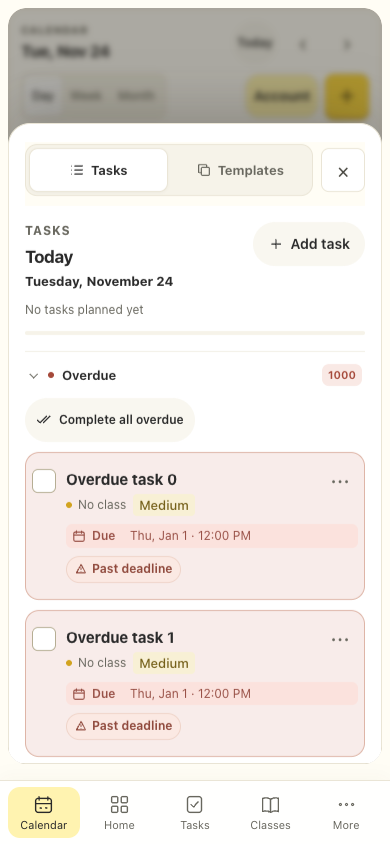 CALENDAR
Tue, Nov 24
Today
Day Week Month
Account
Tasks
Templates
TASKS
Today
Tuesday, November 24
Add task
No tasks planned yet
Overdue
1000
Complete all overdue
Overdue task 0
No class Medium
Due Thu, Jan 1 · 12:00 PM
Past deadline
Overdue task 1
No class Medium
Due Thu, Jan 1 · 12:00 PM
Past deadline
Calendar
Home
Tasks
Classes
More